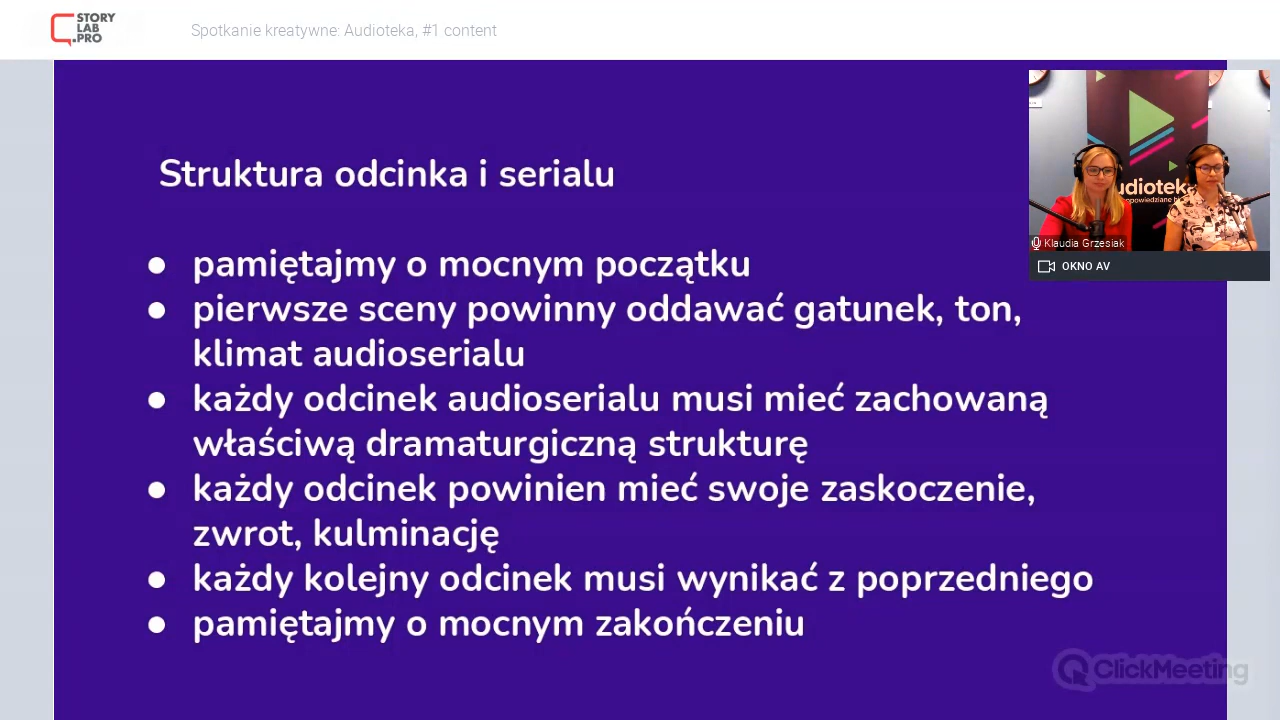 STORY
LAB
.PRO
Spotkanie kreatywne: Audioteka, #1 content
Struktura odcinka i serialu
● pamiętajmy o mocnym początku
● pierwsze sceny powinny oddawać gatunek, ton,
klimat audioserialu
● każdy odcinek audioserialu musi mieć zachowaną
właściwą dramaturgiczną strukturę
● każdy odcinek powinien mieć swoje zaskoczenie,
zwrot, kulminację
● każdy kolejny odcinek musi wynikać z poprzedniego
● pamiętajmy o mocnym zakończeniu
Klaudia Grzesiak
OKNO AV
ClickMeeting